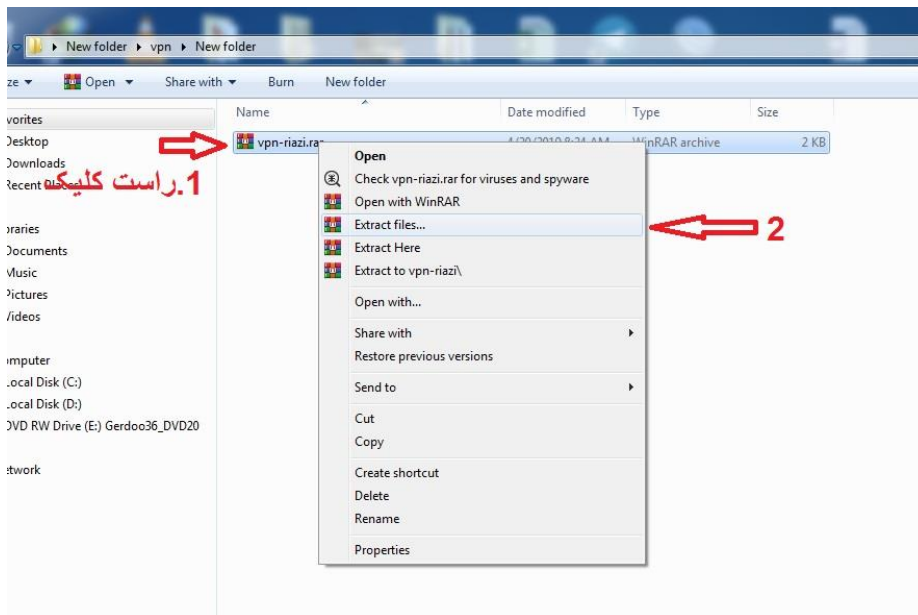 New folder ▸ vpn ▸ New folder
Open Share with Burn New folder
Name Date modified Type Size
Desktop
Downloads
Recent Places
Documents
Music
Pictures
Videos
Local Disk (C:)
Local Disk (D:)
DVD RW Drive (E:) Gerdoo36_DVD20
vpn-riazi.rar WinRAR archive 2 KB
1.راست کلیک
Open
Check vpn-riazi.rar for viruses and spyware
Open with WinRAR
Extract files...
2
Extract Here
Extract to vpn-riazi\
Open with...
Share with
Restore previous versions
Send to
Cut
Copy
Create shortcut
Delete
Rename
Properties